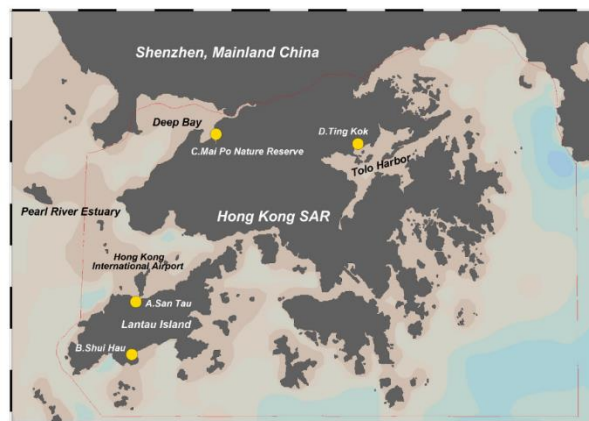 Shenzhen, Mainland China
Deep Bay
D.Ting Kok
C.Mai Po Nature Reserve
Tolo Harbor
Pearl River Estuary
Hong Kong SAR
Hong Kong
International Airport
A.San Tau
Lantau Island
B.Shui Hau